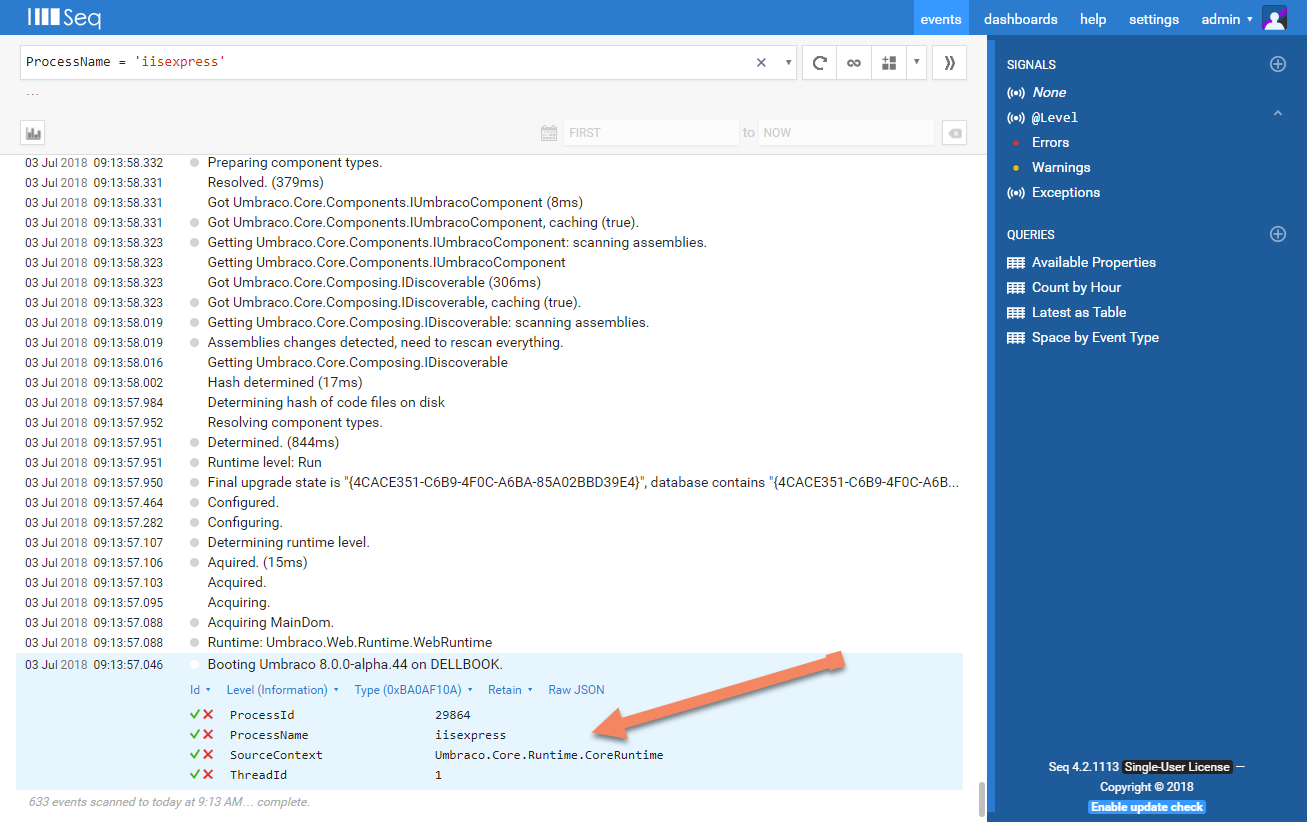 Seq
events dashboards help settings admin
ProcessName = 'iisexpress'
...
FIRST to NOW
03 Jul 2018 09:13:58.332 Preparing component types.
03 Jul 2018 09:13:58.331 Resolved. (379ms)
03 Jul 2018 09:13:58.331 Got Umbraco.Core.Components.IUmbracoComponent (8ms)
03 Jul 2018 09:13:58.331 Got Umbraco.Core.Components.IUmbracoComponent, caching (true).
03 Jul 2018 09:13:58.323 Getting Umbraco.Core.Components.IUmbracoComponent: scanning assemblies.
03 Jul 2018 09:13:58.323 Getting Umbraco.Core.Components.IUmbracoComponent
03 Jul 2018 09:13:58.323 Got Umbraco.Core.Composing.IDiscoverable (306ms)
03 Jul 2018 09:13:58.323 Got Umbraco.Core.Composing.IDiscoverable, caching (true).
03 Jul 2018 09:13:58.019 Getting Umbraco.Core.Composing.IDiscoverable: scanning assemblies.
03 Jul 2018 09:13:58.019 Assemblies changes detected, need to rescan everything.
03 Jul 2018 09:13:58.016 Getting Umbraco.Core.Composing.IDiscoverable
03 Jul 2018 09:13:58.002 Hash determined (17ms)
03 Jul 2018 09:13:57.984 Determining hash of code files on disk
03 Jul 2018 09:13:57.952 Resolving component types.
03 Jul 2018 09:13:57.951 Determined. (844ms)
03 Jul 2018 09:13:57.951 Runtime level: Run
03 Jul 2018 09:13:57.950 Final upgrade state is "{4CACE351-C6B9-4F0C-A6BA-85A02BBD39E4}", database contains "{4CACE351-C6B9-4F0C-A6B...
03 Jul 2018 09:13:57.464 Configured.
03 Jul 2018 09:13:57.282 Configuring.
03 Jul 2018 09:13:57.107 Determining runtime level.
03 Jul 2018 09:13:57.106 Aquired. (15ms)
03 Jul 2018 09:13:57.103 Acquired.
03 Jul 2018 09:13:57.095 Acquiring.
03 Jul 2018 09:13:57.088 Acquiring MainDom.
03 Jul 2018 09:13:57.088 Runtime: Umbraco.Web.Runtime.WebRuntime
03 Jul 2018 09:13:57.046 Booting Umbraco 8.0.0-alpha.44 on DELLBOOK.
Id Level (Information) Type (0xBA0AF10A) Retain Raw JSON
ProcessId 29864
ProcessName iisexpress
SourceContext Umbraco.Core.Runtime.CoreRuntime
ThreadId 1
633 events scanned to today at 9:13 AM... complete.
SIGNALS
None
@Level
Errors
Warnings
Exceptions
QUERIES
Available Properties
Count by Hour
Latest as Table
Space by Event Type
Seq 4.2.1113 Single-User License —
Copyright © 2018
Enable update check